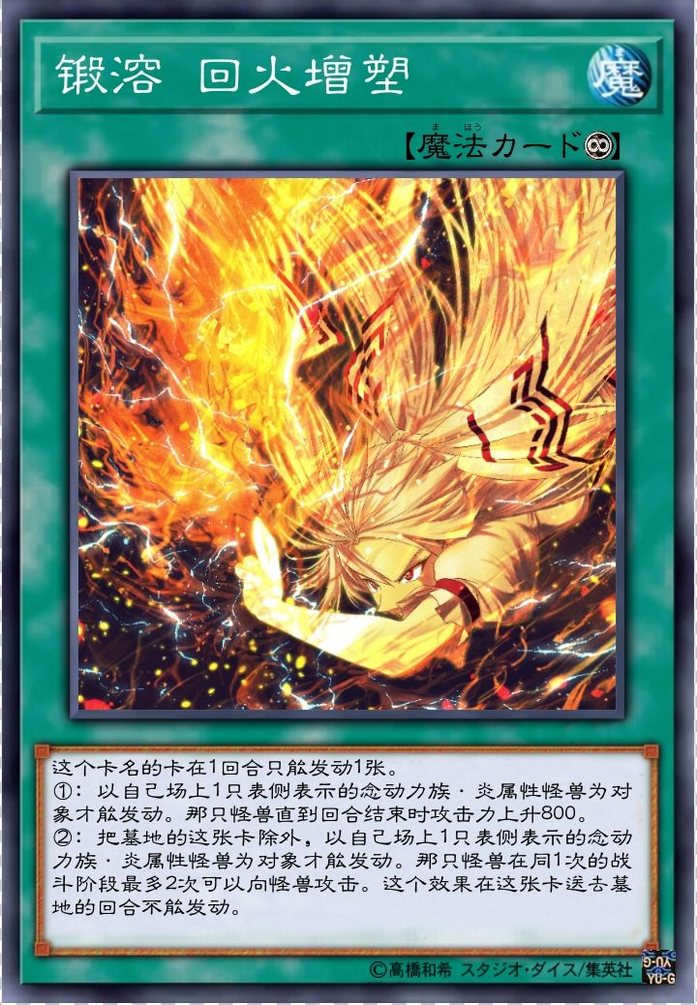 锻溶 回火增塑
魔
まほう
【魔法カード♾】
这个卡名的卡在1回合只能发动1张。
①：以自己场上1只表侧表示的念动力族·炎属性怪兽为对
象才能发动。那只怪兽直到回合结束时攻击力上升800。
②：把墓地的这张卡除外，以自己场上1只表侧表示的念动
力族·炎属性怪兽为对象才能发动。那只怪兽在同1次的战
斗阶段最多2次可以向怪兽攻击。这个效果在这张卡送去墓
地的回合不能发动。
©高橋和希 スタジオ・ダイス/集英社